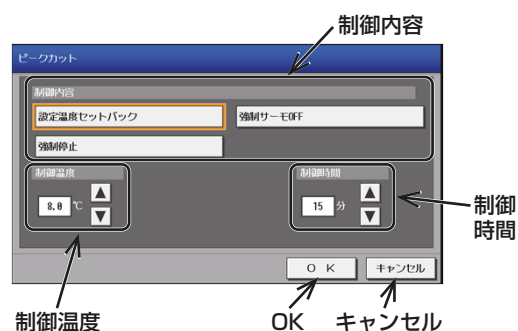 制御内容
ピークカット
制御内容
設定温度セットバック
強制サーモOFF
強制停止
制御温度
8.0 ℃
制御時間
15 分
制御
時間
O K
キャンセル
制御温度
OK
キャンセル